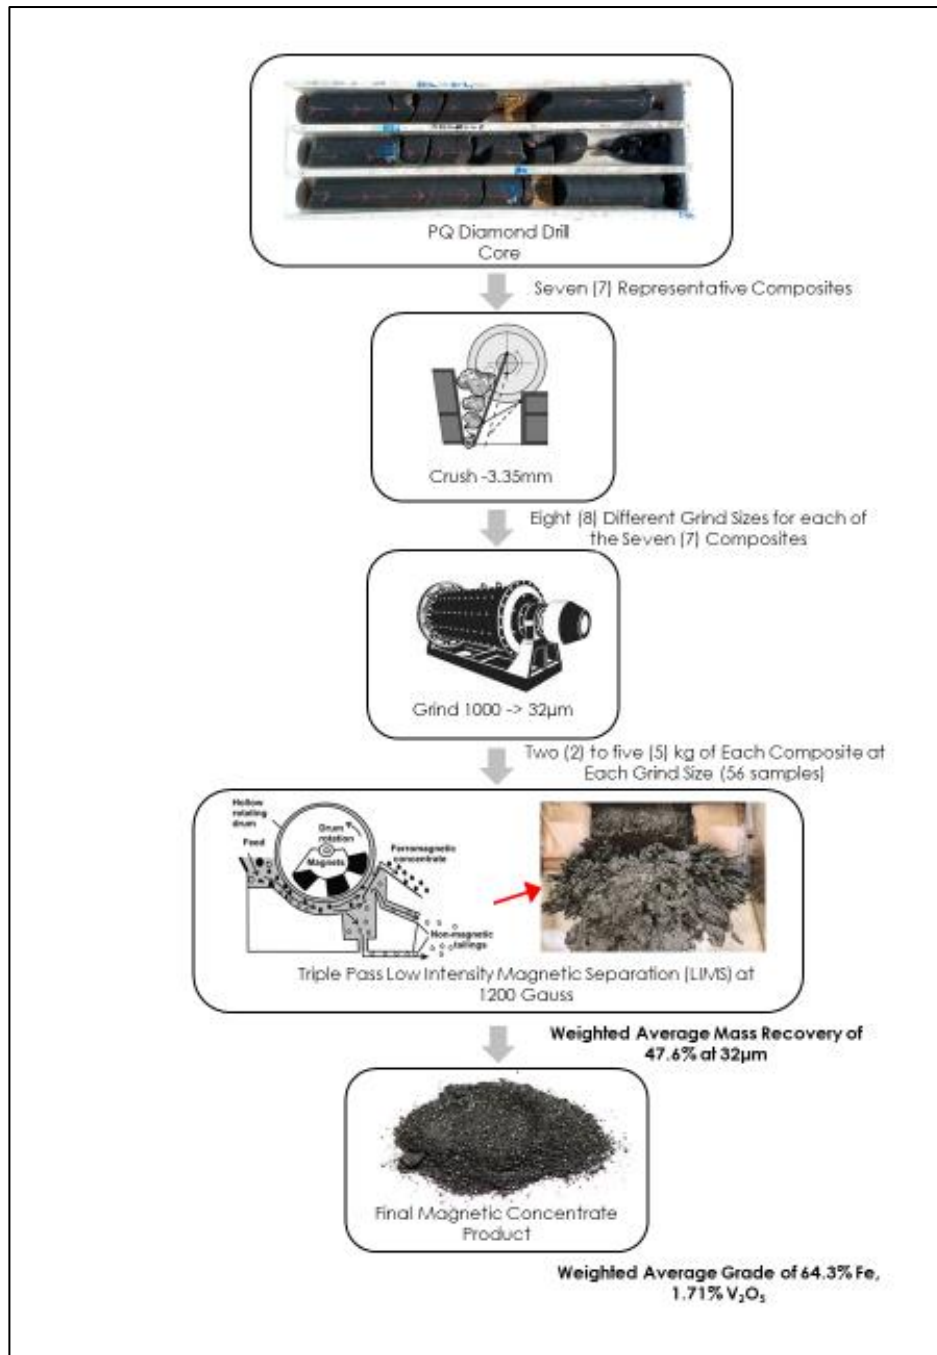 PQ Diamond Drill
Core
Seven (7) Representative Composites
Crush -3.35mm
Eight (8) Different Grind Sizes for each of
the Seven (7) Composites
Grind 1000 -> 32µm
Two (2) to five (5) kg of Each Composite at
Each Grind Size (56 samples)
Hollow
rotating
drum
Feed
Drum
rotation
Magnets
Ferromagnetic
concentrate
Non-magnetic
tailings
Triple Pass Low Intensity Magnetic Separation (LIMS) at
1200 Gauss
Weighted Average Mass Recovery of
47.6% at 32µm
Final Magnetic Concentrate
Product
Weighted Average Grade of 64.3% Fe,
1.71% V₂O₅